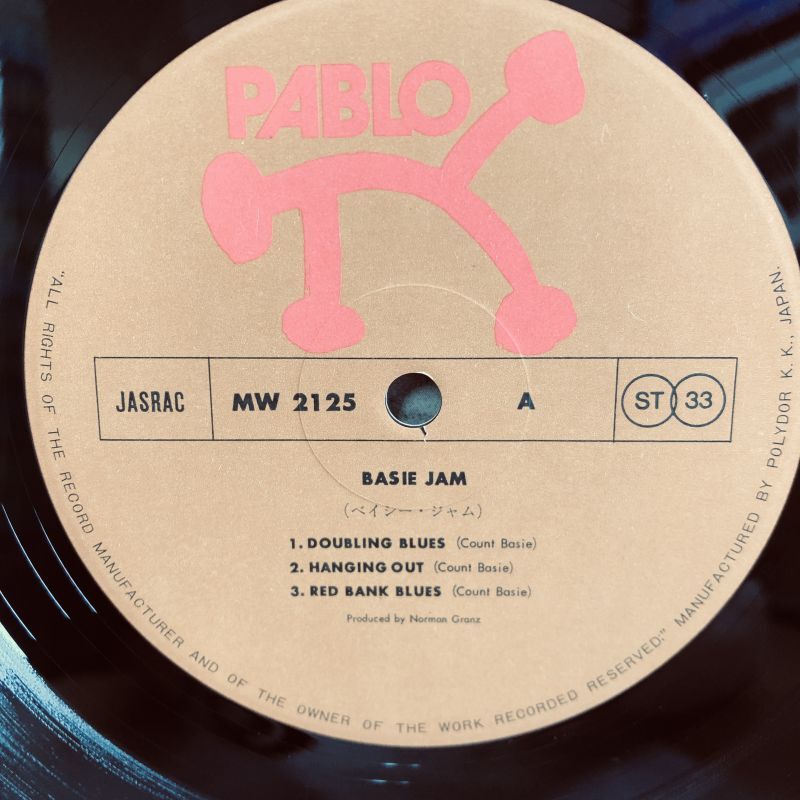 PABLO
JASRAC
MW 2125
A
ST 33
BASIE JAM
(ベイシー・ジャム)
1. DOUBLING BLUES (Count Basie)
2. HANGING OUT (Count Basie)
3. RED BANK BLUES (Count Basie)
Produced by Norman Granz
"ALL RIGHTS OF THE RECORD MANUFACTURER AND OF THE OWNER OF THE WORK RECORDED RESERVED." MANUFACTURED BY POLYDOR K.K., JAPAN.